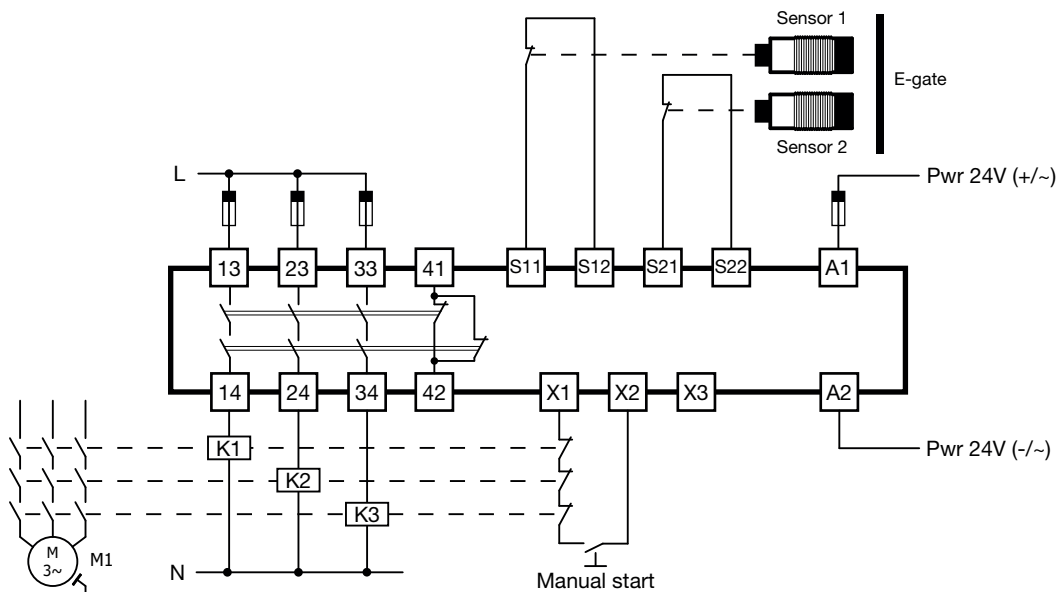 Sensor 1
E-gate
Sensor 2
L
Pwr 24V (+/~)
13 23 33 41 S11 S12 S21 S22 A1
14 24 34 42 X1 X2 X3 A2
K1
Pwr 24V (-/~)
K2
K3
M
3~
M1
N
Manual start